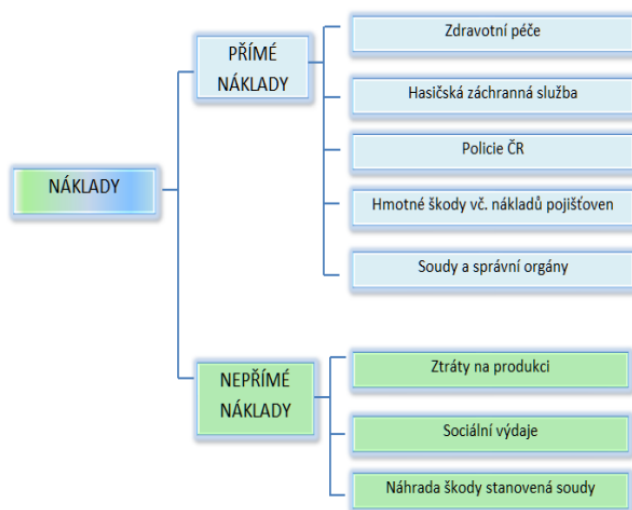 NÁKLADY
PŘÍMÉ
NÁKLADY
Zdravotní péče
Hasičská záchranná služba
Policie ČR
Hmotné škody vč. nákladů pojišťoven
Soudy a správní orgány
NEPŘÍMÉ
NÁKLADY
Ztráty na produkci
Sociální výdaje
Náhrada škody stanovená soudy